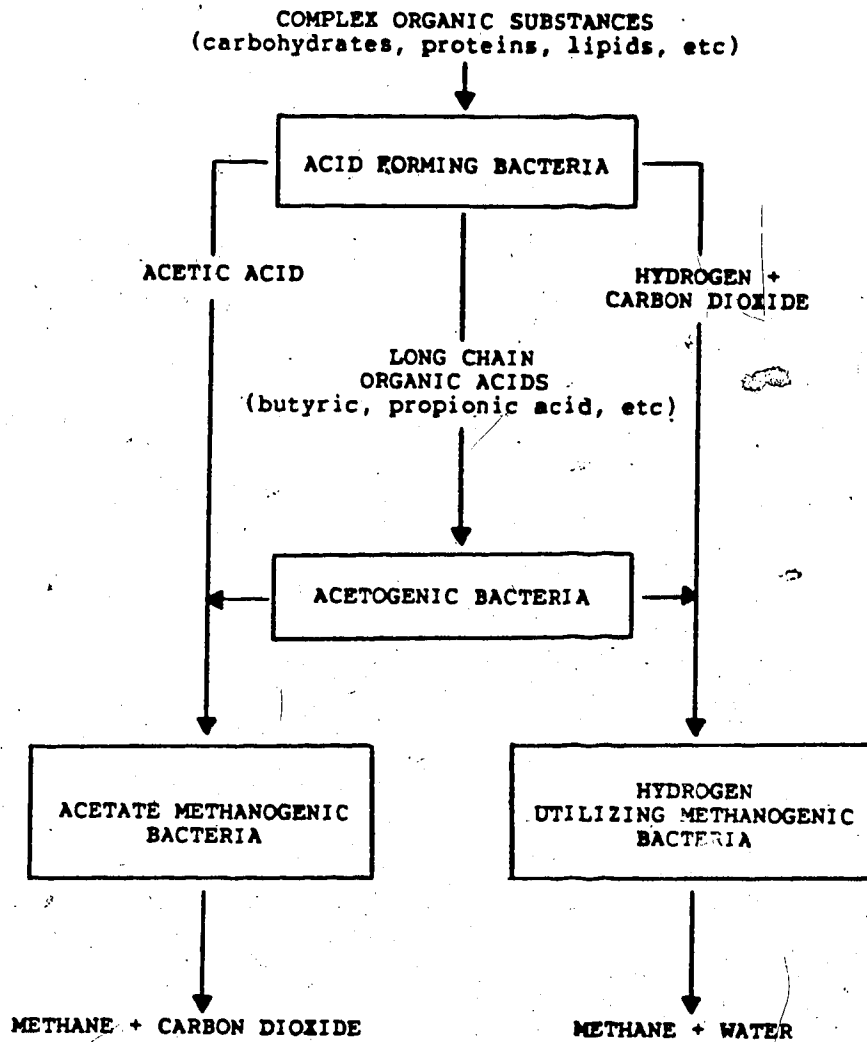 COMPLEX ORGANIC SUBSTANCES
(carbohydrates, proteins, lipids, etc)
ACID FORMING BACTERIA
ACETIC ACID
HYDROGEN +
CARBON DIOXIDE
LONG CHAIN
ORGANIC ACIDS
(butyric, propionic acid, etc)
ACETOGENIC BACTERIA
ACETATE METHANOGENIC
BACTERIA
HYDROGEN
UTILIZING METHANOGENIC
BACTERIA
METHANE + CARBON DIOXIDE
METHANE + WATER